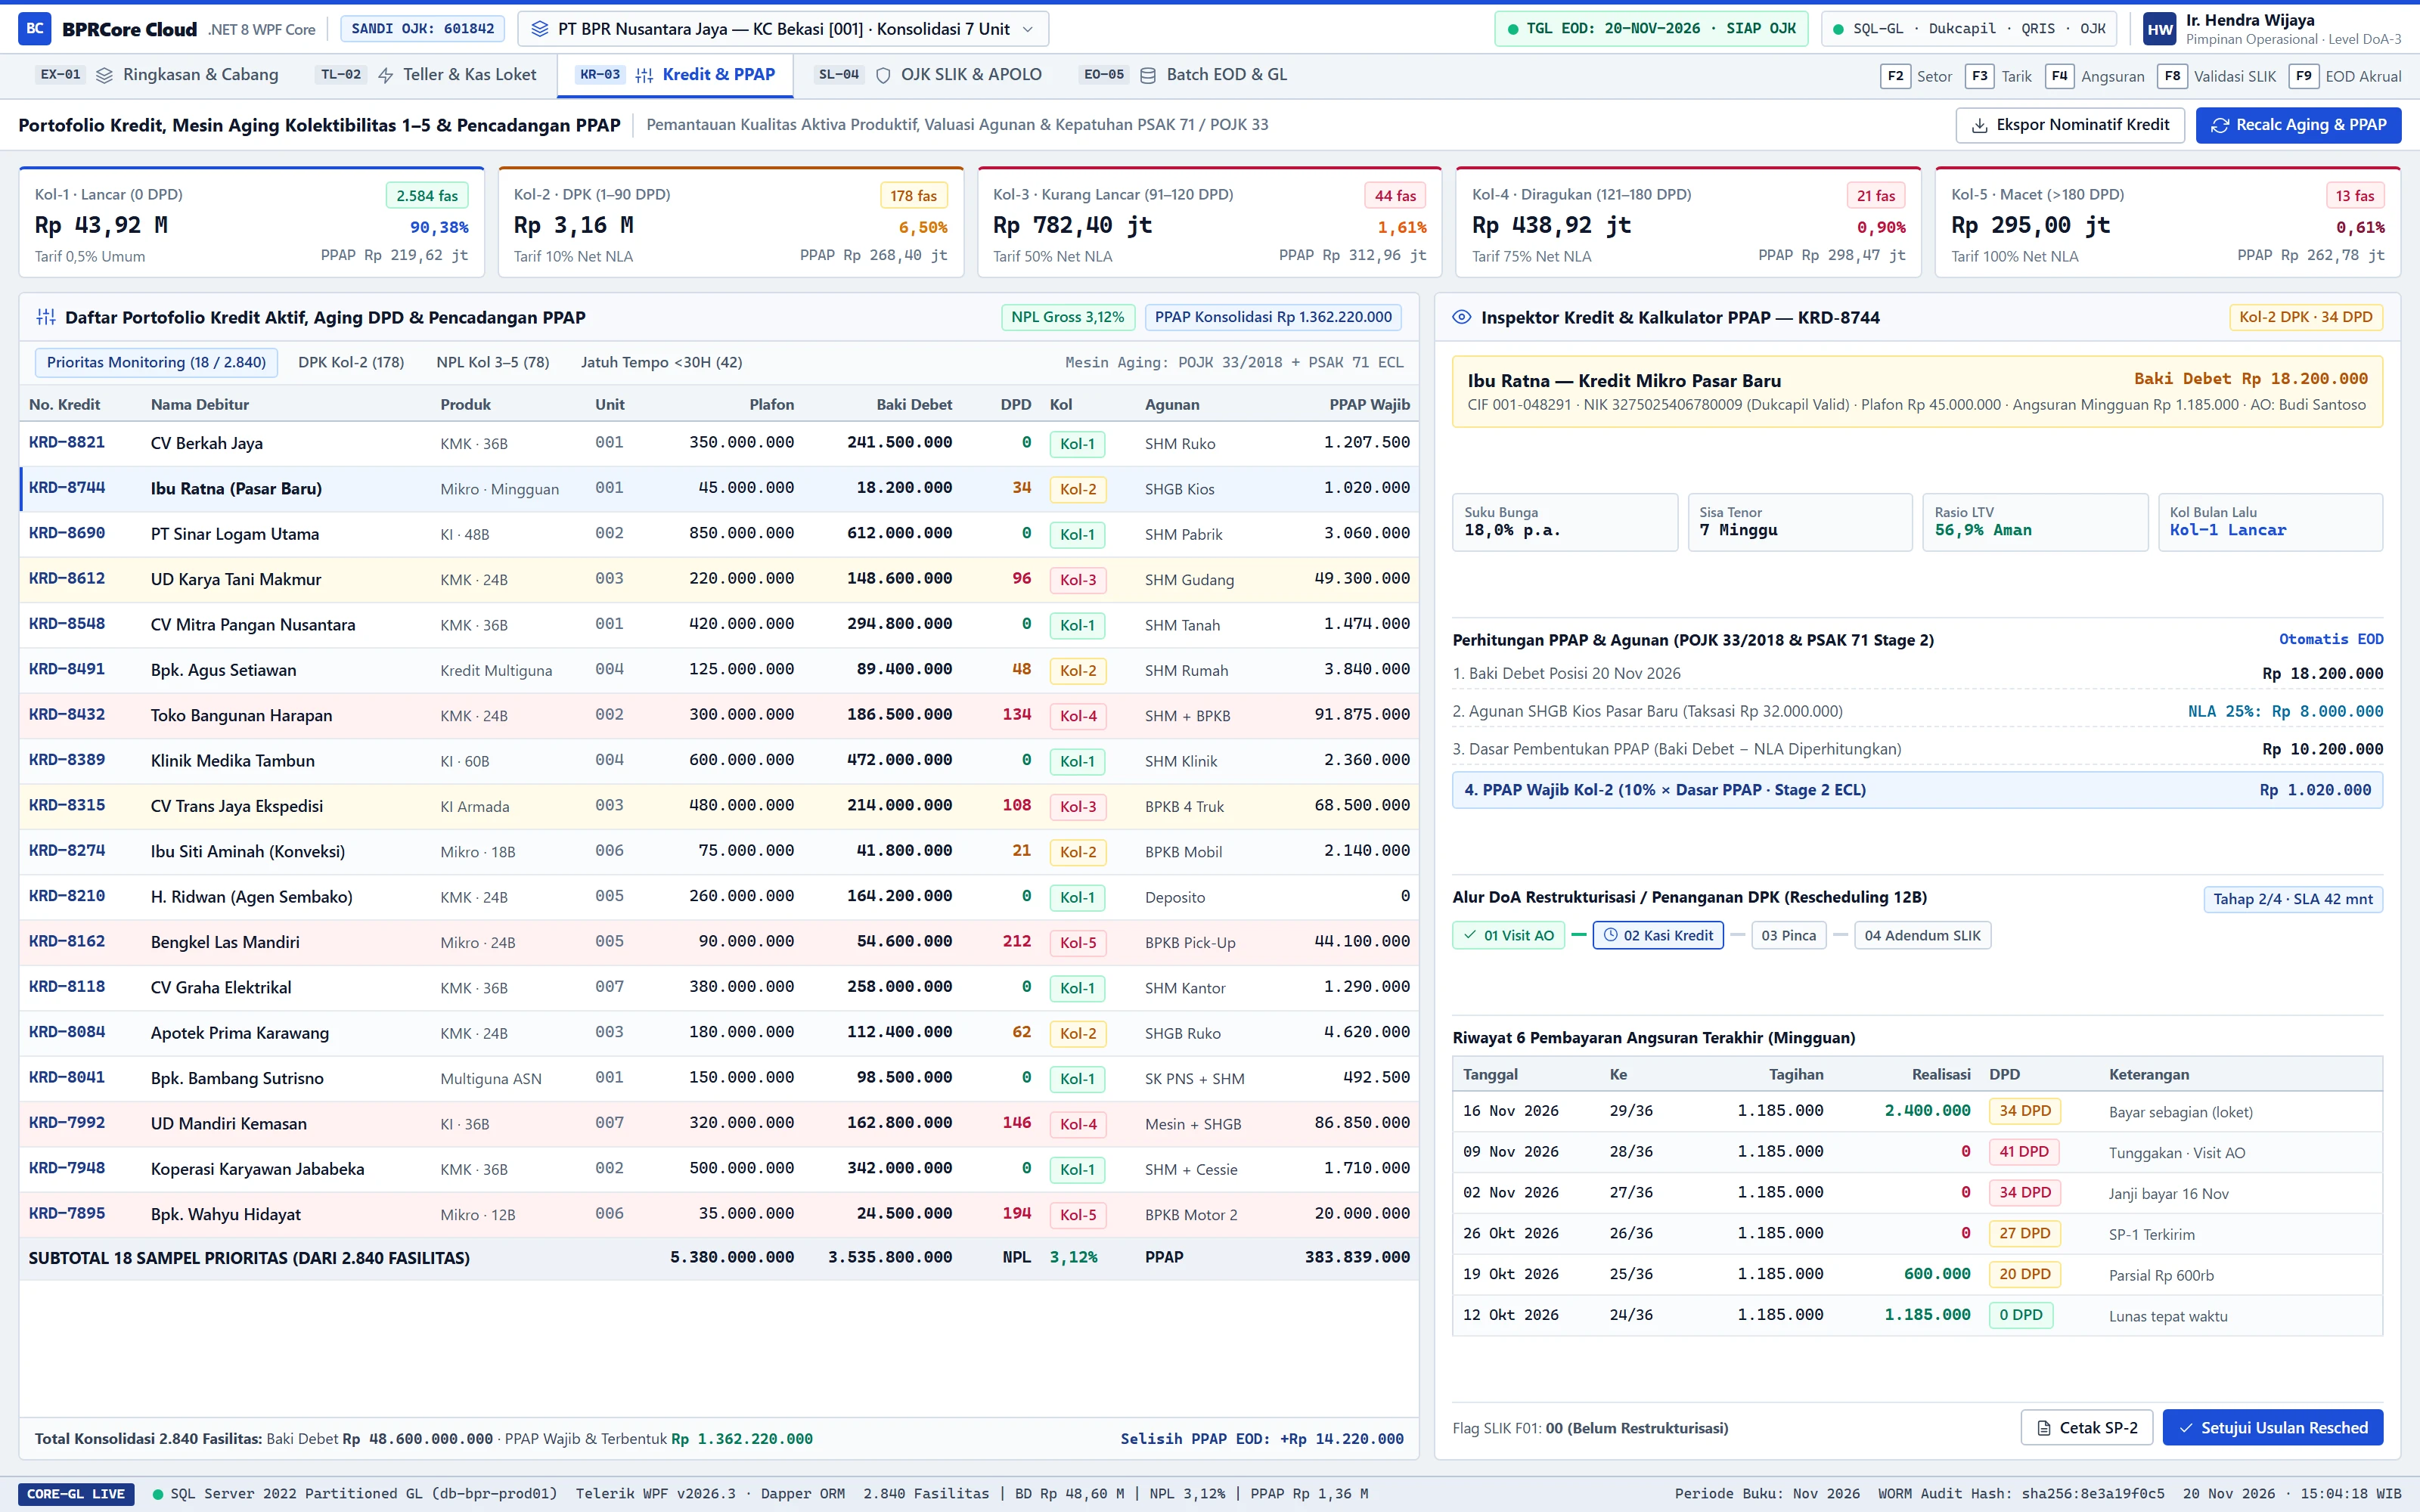 BC BPRCore Cloud .NET 8 WPF Core SANDI OJK: 601842 PT BPR Nusantara Jaya — KC Bekasi [001] · Konsolidasi 7 Unit TGL EOD: 20-NOV-2026 · SIAP OJK SQL-GL · Dukcapil · QRIS · OJK HW Ir. Hendra Wijaya
Pimpinan Operasional · Level DoA-3
EX-01 Ringkasan & Cabang TL-02 Teller & Kas Loket KR-03 Kredit & PPAP SL-04 OJK SLIK & APOLO EO-05 Batch EOD & GL F2 Setor F3 Tarik F4 Angsuran F8 Validasi SLIK F9 EOD Akrual
Portofolio Kredit, Mesin Aging Kolektibilitas 1–5 & Pencadangan PPAP Pemantauan Kualitas Aktiva Produktif, Valuasi Agunan & Kepatuhan PSAK 71 / POJK 33 Ekspor Nominatif Kredit Recalc Aging & PPAP
Kol-1 · Lancar (0 DPD) 2.584 fas
Rp 43,92 M 90,38%
Tarif 0,5% Umum PPAP Rp 219,62 jt
Kol-2 · DPK (1–90 DPD) 178 fas
Rp 3,16 M 6,50%
Tarif 10% Net NLA PPAP Rp 268,40 jt
Kol-3 · Kurang Lancar (91–120 DPD) 44 fas
Rp 782,40 jt 1,61%
Tarif 50% Net NLA PPAP Rp 312,96 jt
Kol-4 · Diragukan (121–180 DPD) 21 fas
Rp 438,92 jt 0,90%
Tarif 75% Net NLA PPAP Rp 298,47 jt
Kol-5 · Macet (>180 DPD) 13 fas
Rp 295,00 jt 0,61%
Tarif 100% Net NLA PPAP Rp 262,78 jt
Daftar Portofolio Kredit Aktif, Aging DPD & Pencadangan PPAP NPL Gross 3,12% PPAP Konsolidasi Rp 1.362.220.000
Prioritas Monitoring (18 / 2.840) DPK Kol-2 (178) NPL Kol 3–5 (78) Jatuh Tempo <30H (42) Mesin Aging: POJK 33/2018 + PSAK 71 ECL
No. Kredit Nama Debitur Produk Unit Plafon Baki Debet DPD Kol Agunan PPAP Wajib
KRD-8821 CV Berkah Jaya KMK · 36B 001 350.000.000 241.500.000 0 Kol-1 SHM Ruko 1.207.500
KRD-8744 Ibu Ratna (Pasar Baru) Mikro · Mingguan 001 45.000.000 18.200.000 34 Kol-2 SHGB Kios 1.020.000
KRD-8690 PT Sinar Logam Utama KI · 48B 002 850.000.000 612.000.000 0 Kol-1 SHM Pabrik 3.060.000
KRD-8612 UD Karya Tani Makmur KMK · 24B 003 220.000.000 148.600.000 96 Kol-3 SHM Gudang 49.300.000
KRD-8548 CV Mitra Pangan Nusantara KMK · 36B 001 420.000.000 294.800.000 0 Kol-1 SHM Tanah 1.474.000
KRD-8491 Bpk. Agus Setiawan Kredit Multiguna 004 125.000.000 89.400.000 48 Kol-2 SHM Rumah 3.840.000
KRD-8432 Toko Bangunan Harapan KMK · 24B 002 300.000.000 186.500.000 134 Kol-4 SHM + BPKB 91.875.000
KRD-8389 Klinik Medika Tambun KI · 60B 004 600.000.000 472.000.000 0 Kol-1 SHM Klinik 2.360.000
KRD-8315 CV Trans Jaya Ekspedisi KI Armada 003 480.000.000 214.000.000 108 Kol-3 BPKB 4 Truk 68.500.000
KRD-8274 Ibu Siti Aminah (Konveksi) Mikro · 18B 006 75.000.000 41.800.000 21 Kol-2 BPKB Mobil 2.140.000
KRD-8210 H. Ridwan (Agen Sembako) KMK · 24B 005 260.000.000 164.200.000 0 Kol-1 Deposito 0
KRD-8162 Bengkel Las Mandiri Mikro · 24B 005 90.000.000 54.600.000 212 Kol-5 BPKB Pick-Up 44.100.000
KRD-8118 CV Graha Elektrikal KMK · 36B 007 380.000.000 258.000.000 0 Kol-1 SHM Kantor 1.290.000
KRD-8084 Apotek Prima Karawang KMK · 24B 003 180.000.000 112.400.000 62 Kol-2 SHGB Ruko 4.620.000
KRD-8041 Bpk. Bambang Sutrisno Multiguna ASN 001 150.000.000 98.500.000 0 Kol-1 SK PNS + SHM 492.500
KRD-7992 UD Mandiri Kemasan KI · 36B 007 320.000.000 162.800.000 146 Kol-4 Mesin + SHGB 86.850.000
KRD-7948 Koperasi Karyawan Jababeka KMK · 36B 002 500.000.000 342.000.000 0 Kol-1 SHM + Cessie 1.710.000
KRD-7895 Bpk. Wahyu Hidayat Mikro · 12B 006 35.000.000 24.500.000 194 Kol-5 BPKB Motor 2 20.000.000
SUBTOTAL 18 SAMPEL PRIORITAS (DARI 2.840 FASILITAS) 5.380.000.000 3.535.800.000 NPL 3,12% PPAP 383.839.000
Total Konsolidasi 2.840 Fasilitas: Baki Debet Rp 48.600.000.000 · PPAP Wajib & Terbentuk Rp 1.362.220.000 Selisih PPAP EOD: +Rp 14.220.000
Inspektor Kredit & Kalkulator PPAP — KRD-8744 Kol-2 DPK · 34 DPD
Ibu Ratna — Kredit Mikro Pasar Baru Baki Debet Rp 18.200.000
CIF 001-048291 · NIK 3275025406780009 (Dukcapil Valid) · Plafon Rp 45.000.000 · Angsuran Mingguan Rp 1.185.000 · AO: Budi Santoso
Suku Bunga Sisa Tenor Rasio LTV Kol Bulan Lalu
18,0% p.a. 7 Minggu 56,9% Aman Kol-1 Lancar
Perhitungan PPAP & Agunan (POJK 33/2018 & PSAK 71 Stage 2) Otomatis EOD
1. Baki Debet Posisi 20 Nov 2026 Rp 18.200.000
2. Agunan SHGB Kios Pasar Baru (Taksasi Rp 32.000.000) NLA 25%: Rp 8.000.000
3. Dasar Pembentukan PPAP (Baki Debet − NLA Diperhitungkan) Rp 10.200.000
4. PPAP Wajib Kol-2 (10% × Dasar PPAP · Stage 2 ECL) Rp 1.020.000
Alur DoA Restrukturisasi / Penanganan DPK (Rescheduling 12B) Tahap 2/4 · SLA 42 mnt
01 Visit AO 02 Kasi Kredit 03 Pinca 04 Adendum SLIK
Riwayat 6 Pembayaran Angsuran Terakhir (Mingguan)
Tanggal Ke Tagihan Realisasi DPD Keterangan
16 Nov 2026 29/36 1.185.000 2.400.000 34 DPD Bayar sebagian (loket)
09 Nov 2026 28/36 1.185.000 0 41 DPD Tunggakan · Visit AO
02 Nov 2026 27/36 1.185.000 0 34 DPD Janji bayar 16 Nov
26 Okt 2026 26/36 1.185.000 0 27 DPD SP-1 Terkirim
19 Okt 2026 25/36 1.185.000 600.000 20 DPD Parsial Rp 600rb
12 Okt 2026 24/36 1.185.000 1.185.000 0 DPD Lunas tepat waktu
Flag SLIK F01: 00 (Belum Restrukturisasi) Cetak SP-2 Setujui Usulan Resched
CORE-GL LIVE SQL Server 2022 Partitioned GL (db-bpr-prod01) Telerik WPF v2026.3 · Dapper ORM 2.840 Fasilitas | BD Rp 48,60 M | NPL 3,12% | PPAP Rp 1,36 M Periode Buku: Nov 2026 WORM Audit Hash: sha256:8e3a19f0c5 20 Nov 2026 · 15:04:18 WIB